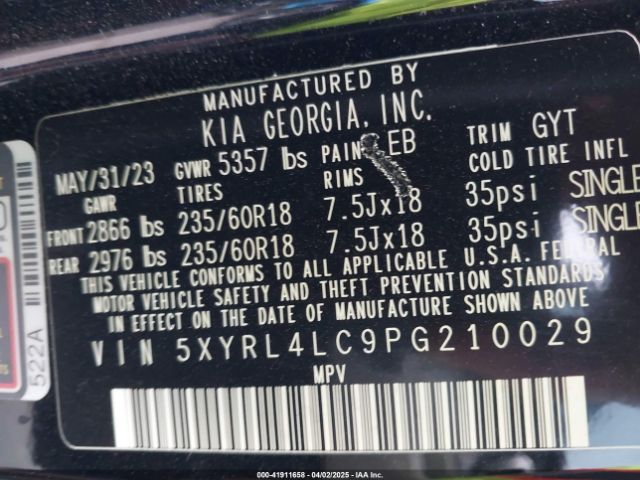 MANUFACTURED BY
KIA GEORGIA, INC.
MAY/31/23 GVWR 5357 lbs PAIN EB TRIM GYT
GAWR TIRES RIMS COLD TIRE INFL
FRONT 2866 lbs 235/60R18 7.5Jx18 35psi SINGLE
REAR 2976 lbs 235/60R18 7.5Jx18 35psi SINGLE
THIS VEHICLE CONFORMS TO ALL APPLICABLE U.S.A. FEDERAL
MOTOR VEHICLE SAFETY AND THEFT PREVENTION STANDARDS
IN EFFECT ON THE DATE OF MANUFACTURE SHOWN ABOVE
VIN 5XYRL4LC9PG210029
MPV
522A
000-41911658 - 04/02/2025 - IAA Inc.